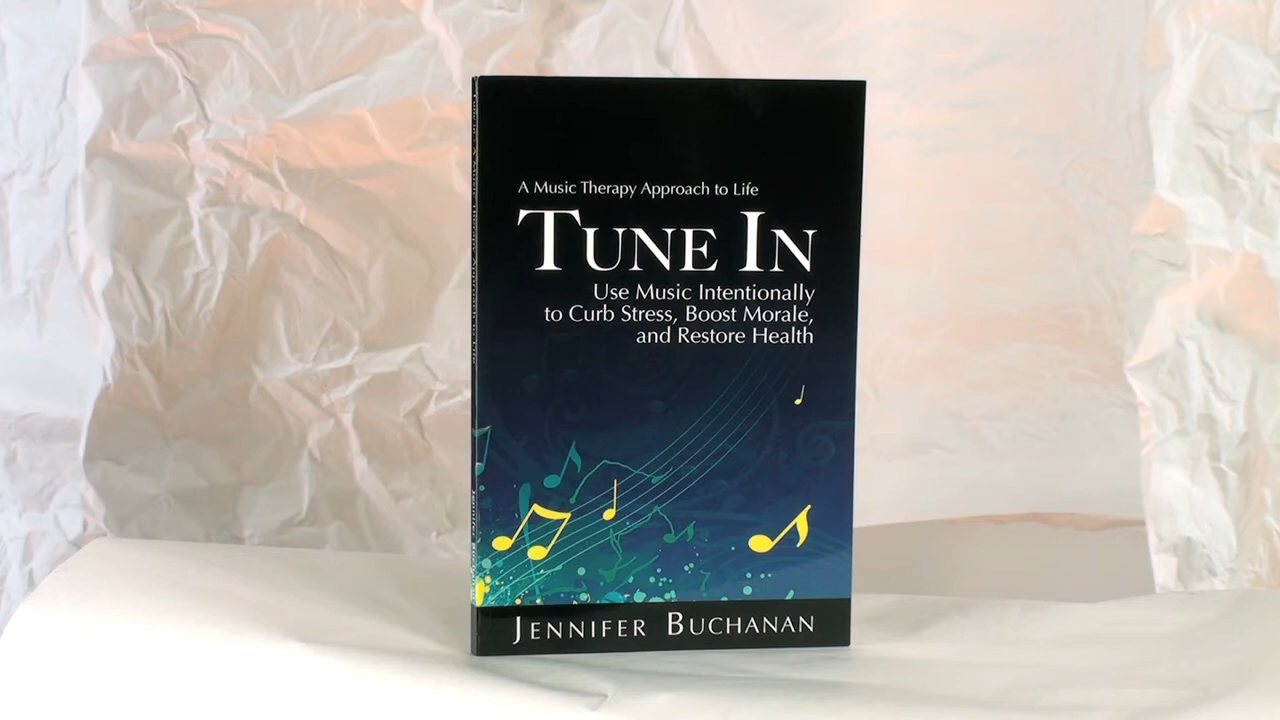 A Music Therapy Approach to Life
TUNE IN
Use Music Intentionally
to Curb Stress, Boost Morale,
and Restore Health
JENNIFER BUCHANAN